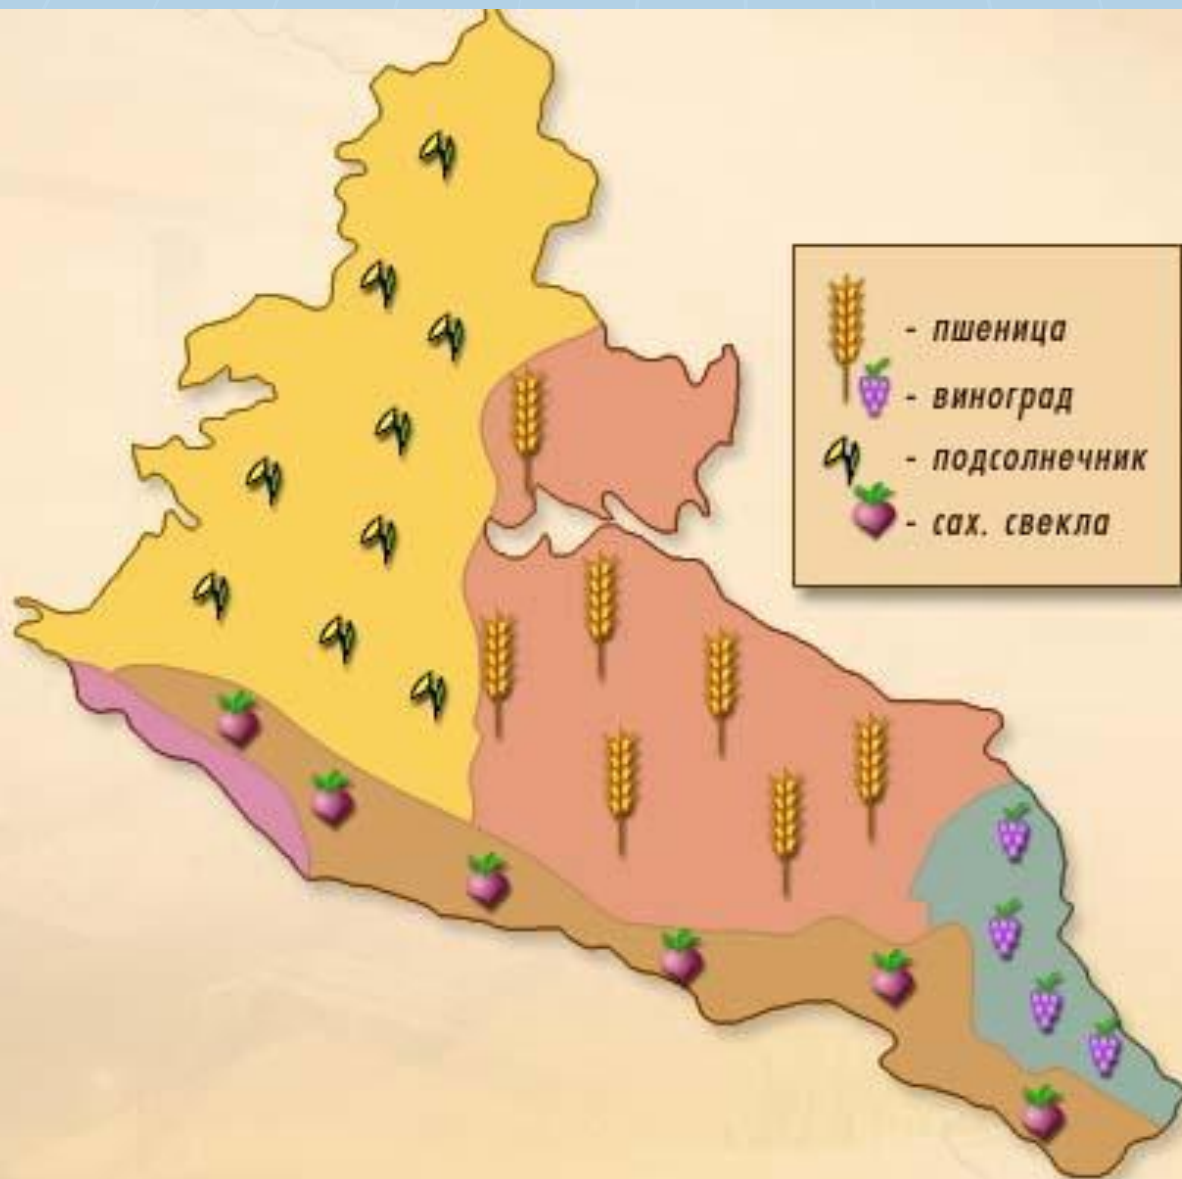 - пшеница
- виноград
- подсолнечник
- сах. свекла